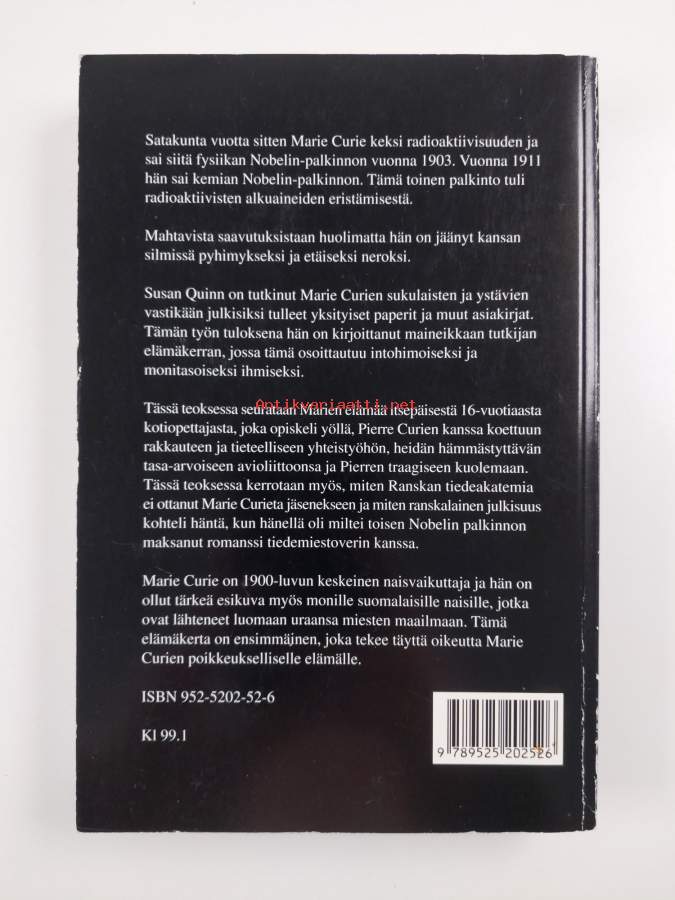 Satakunta vuotta sitten Marie Curie keksi radioaktiivisuuden ja
sai siitä fysiikan Nobelin-palkinnon vuonna 1903. Vuonna 1911
hän sai kemian Nobelin-palkinnon. Tämä toinen palkinto tuli
radioaktiivisten alkuaineiden eristämisestä.
Mahtavista saavutuksistaan huolimatta hän on jäänyt kansan
silmissä pyhimykseksi ja etäiseksi neroksi.
Susan Quinn on tutkinut Marie Curien sukulaisten ja ystävien
vastikään julkisiksi tulleet yksityiset paperit ja muut asiakirjat.
Tämän työn tuloksena hän on kirjoittanut maineikkaan tutkijan
elämäkerran, jossa tämä osoittautuu intohimoiseksi ja
monitasoiseksi ihmiseksi.
Antikvariaatti.net
Tässä teoksessa seurataan Marien elämää itsepäisestä 16-vuotiaasta
kotiopettajasta, joka opiskeli yöllä, Pierre Curien kanssa koettuun
rakkauteen ja tieteelliseen yhteistyöhön, heidän hämmästyttävän
tasa-arvoiseen avioliittoonsa ja Pierren traagiseen kuolemaan.
Tässä teoksessa kerrotaan myös, miten Ranskan tiedeakatemia
ei ottanut Marie Curieta jäsenekseen ja miten ranskalainen julkisuus
kohteli häntä, kun hänellä oli miltei toisen Nobelin palkinnon
maksanut romanssi tiedemiestoverin kanssa.
Marie Curie on 1900-luvun keskeinen naisvaikuttaja ja hän on
ollut tärkeä esikuva myös monille suomalaisille naisille, jotka
ovat lähteneet luomaan uraansa miesten maailmaan. Tämä
elämäkerta on ensimmäjnen, joka tekee täyttä oikeutta Marie
Curien poikkeukselliselle elämälle.
ISBN 952-5202-52-6
Kl 99.1
9 789525 202526